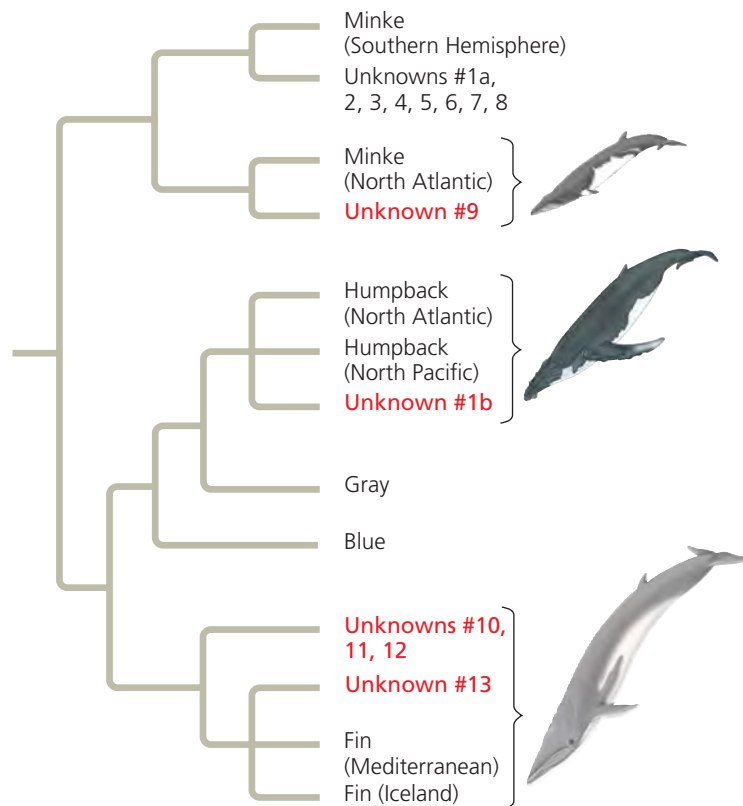 Minke
(Southern Hemisphere)
Unknowns #1a,
2, 3, 4, 5, 6, 7, 8
Minke
(North Atlantic)
Unknown #9
Humpback
(North Atlantic)
Humpback
(North Pacific)
Unknown #1b
Gray
Blue
Unknowns #10,
11, 12
Unknown #13
Fin
(Mediterranean)
Fin (Iceland)